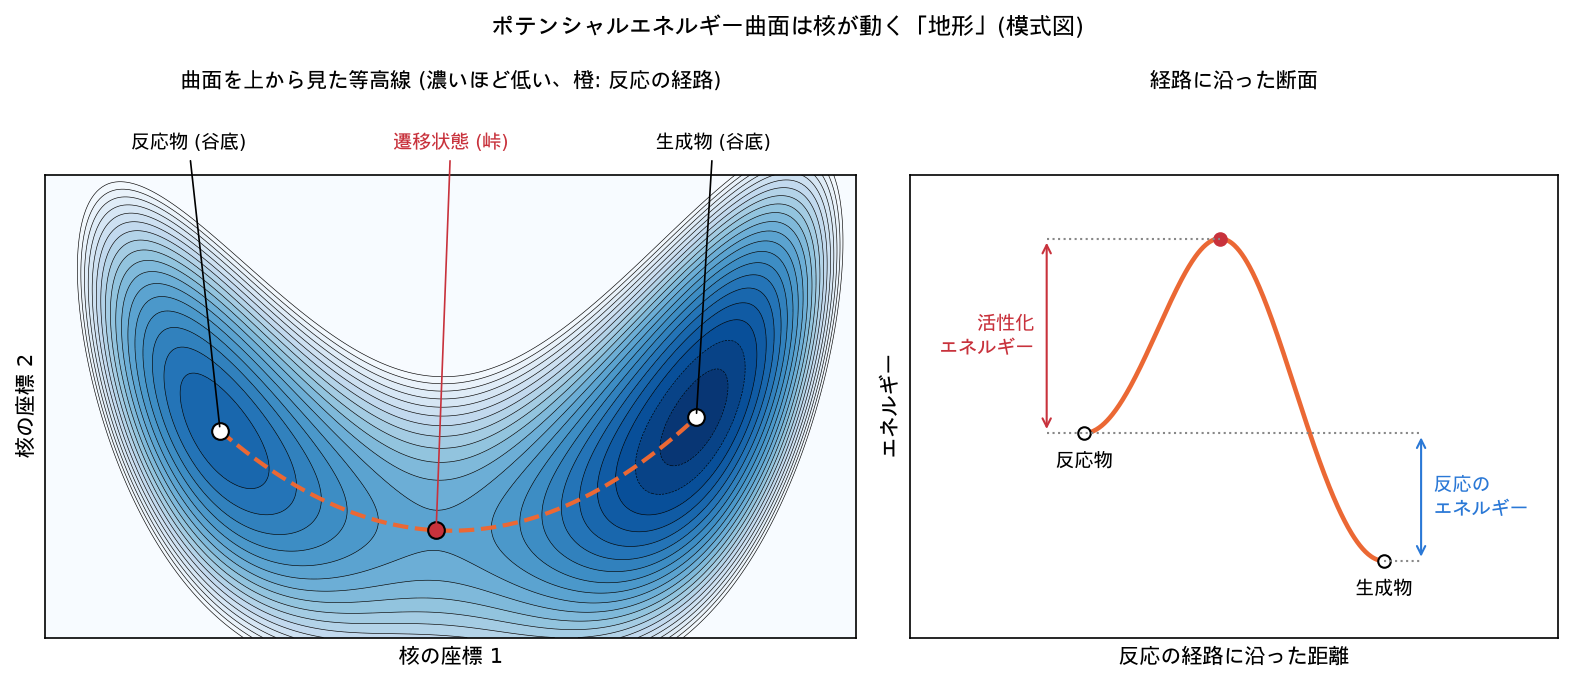 ポテンシャルエネルギー曲面は核が動く「地形」(模式図)
曲面を上から見た等高線 (濃いほど低い、橙: 反応の経路)
反応物 (谷底)
遷移状態 (峠)
生成物 (谷底)
核の座標 2
核の座標 1
経路に沿った断面
エネルギー
活性化
エネルギー
反応物
反応の
エネルギー
生成物
反応の経路に沿った距離